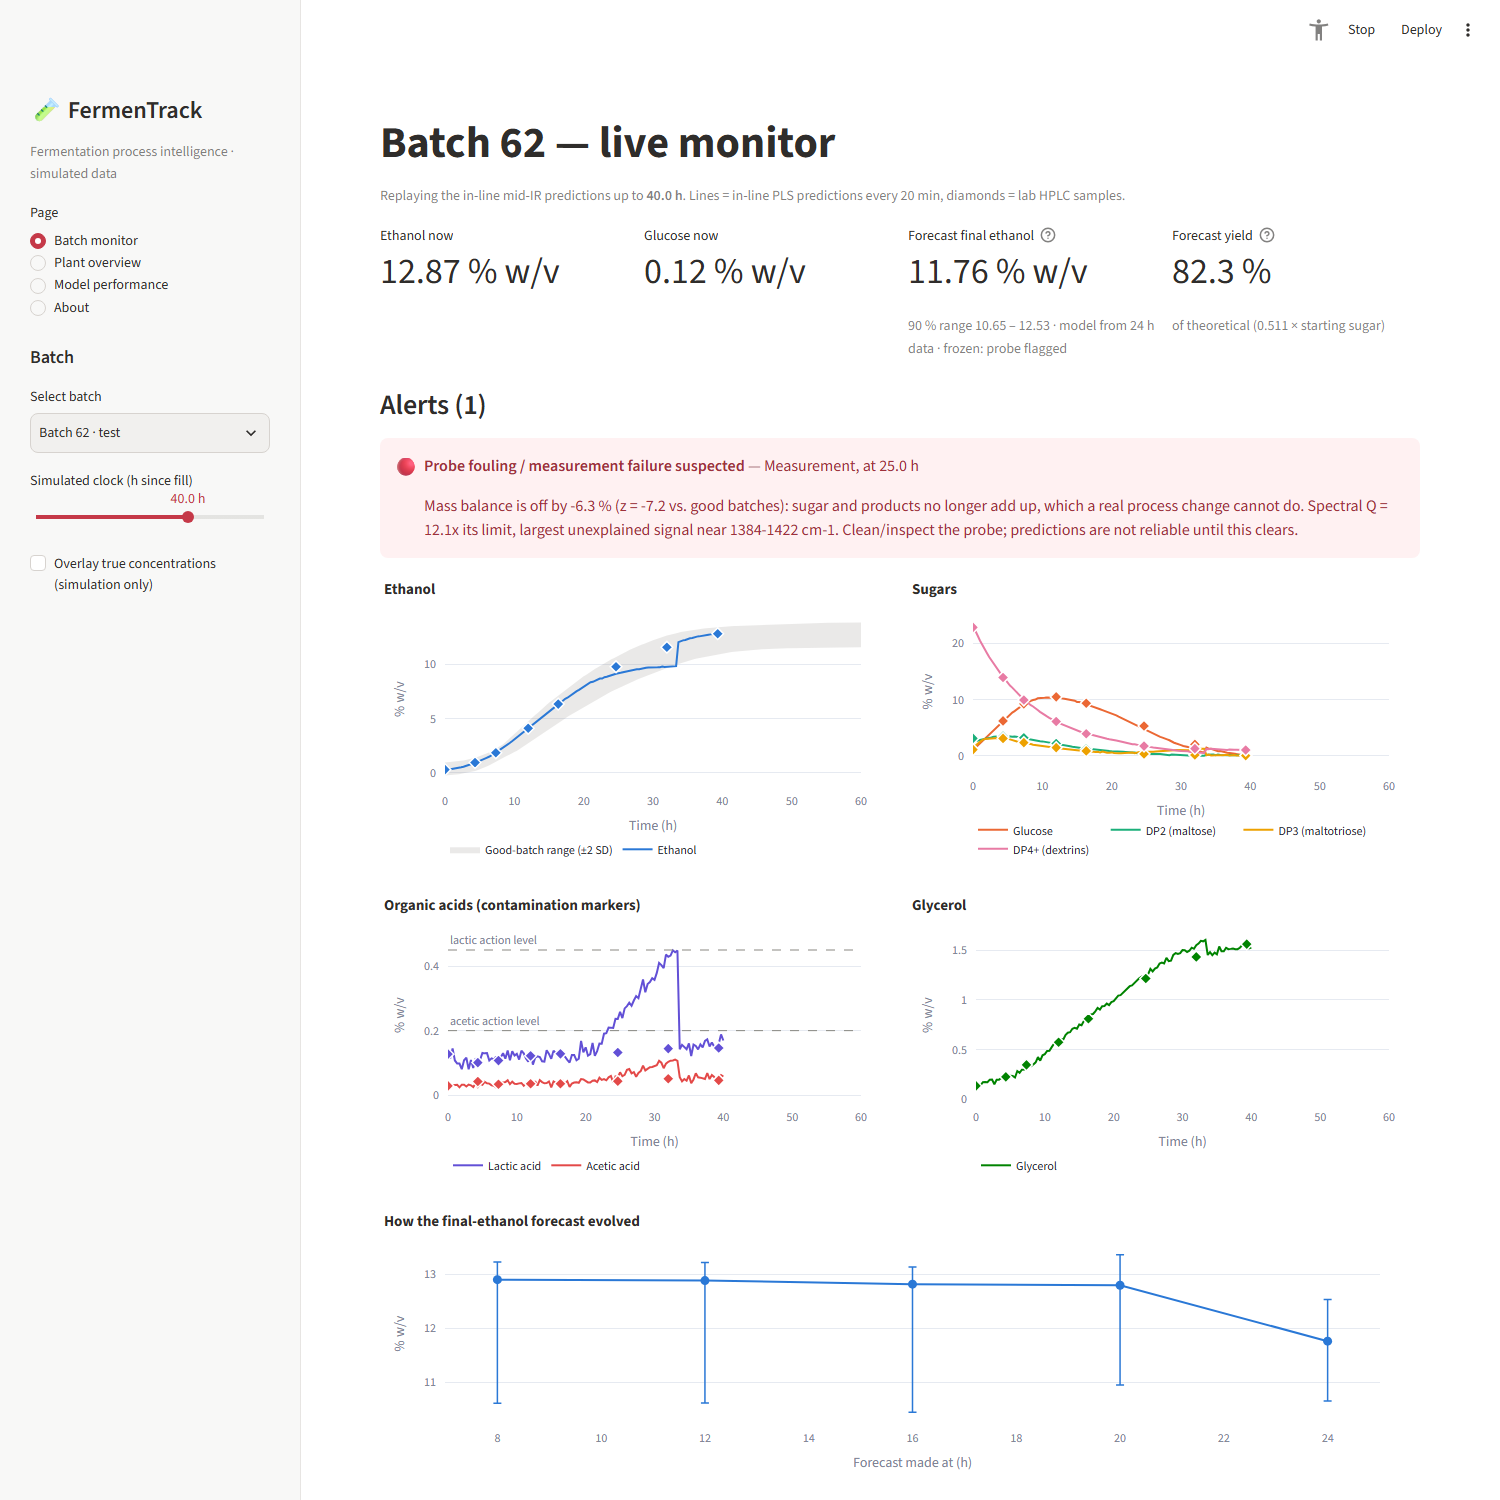 Stop
Deploy
FermenTrack
Fermentation process intelligence ·
simulated data
Page
Batch monitor
Plant overview
Model performance
About
Batch
Select batch
Batch 62 · test
Simulated clock (h since fill)
40.0 h
Overlay true concentrations
(simulation only)
Batch 62 — live monitor
Replaying the in-line mid-IR predictions up to 40.0 h. Lines = in-line PLS predictions every 20 min, diamonds = lab HPLC samples.
Ethanol now
12.87 % w/v
Glucose now
0.12 % w/v
Forecast final ethanol
11.76 % w/v
90 % range 10.65 – 12.53 · model from 24 h
data · frozen: probe flagged
Forecast yield
82.3 %
of theoretical (0.511 × starting sugar)
Alerts (1)
Probe fouling / measurement failure suspected — Measurement, at 25.0 h
Mass balance is off by -6.3 % (z = -7.2 vs. good batches): sugar and products no longer add up, which a real process change cannot do. Spectral Q =
12.1x its limit, largest unexplained signal near 1384-1422 cm-1. Clean/inspect the probe; predictions are not reliable until this clears.
Ethanol
% w/v
10
5
0
0 10 20 30 40 50 60
Time (h)
Good-batch range (±2 SD) Ethanol
Sugars
% w/v
20
10
0
0 10 20 30 40 50 60
Time (h)
Glucose DP2 (maltose) DP3 (maltotriose)
DP4+ (dextrins)
Organic acids (contamination markers)
lactic action level
acetic action level
% w/v
0.4
0.2
0
0 10 20 30 40 50 60
Time (h)
Lactic acid Acetic acid
Glycerol
% w/v
1.5
1
0.5
0
0 10 20 30 40 50 60
Time (h)
Glycerol
How the final-ethanol forecast evolved
% w/v
13
12
11
8 10 12 14 16 18 20 22 24
Forecast made at (h)